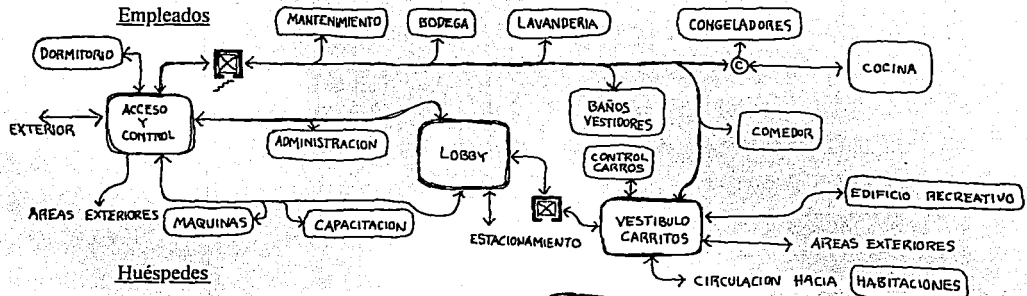 Empleados
MANTENIMIENTO
BODEGA
LAVANDERIA
CONGELADORES
DORMITORIO
C
COCINA
ACCESO
Y
CONTROL
EXTERIOR
ADMINISTRACION
LOBBY
BAÑOS
VESTIDORES
COMEDOR
CONTROL
CARROS
AREAS EXTERIORES
MAQUINAS
CAPACITACION
ESTACIONAMIENTO
VESTIBULO
CARRITOS
EDIFICIO RECREATIVO
AREAS EXTERIORES
CIRCULACION HACIA HABITACIONES
Huéspedes